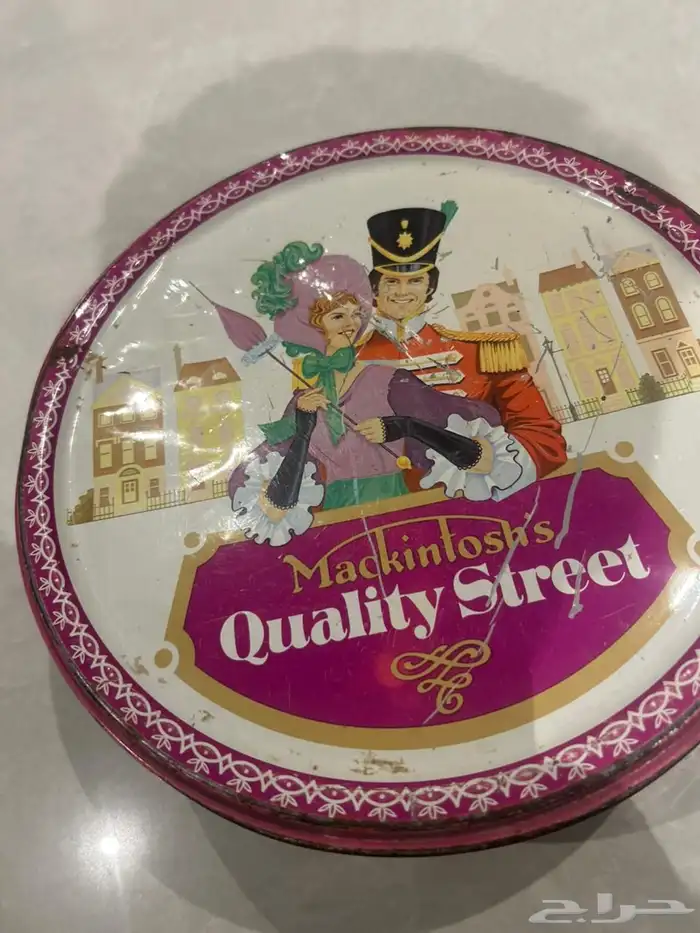 Mackintosh's
Quality Street
حراج